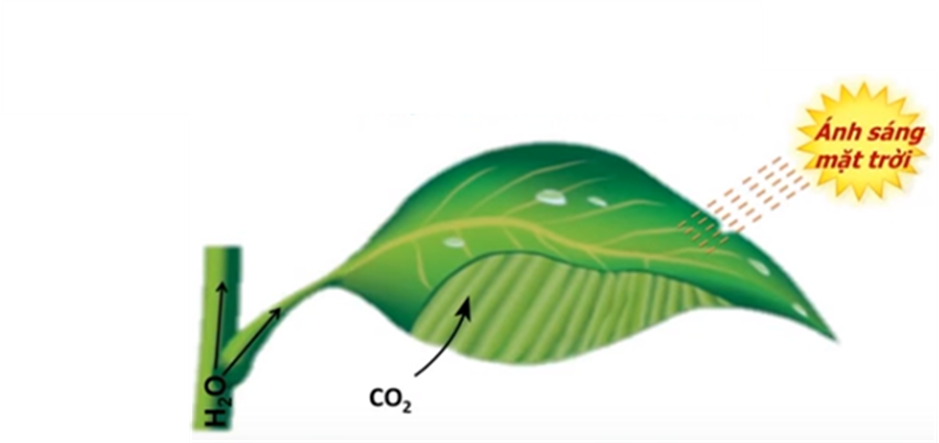 Ánh sáng
mặt trời
H₂O
CO₂